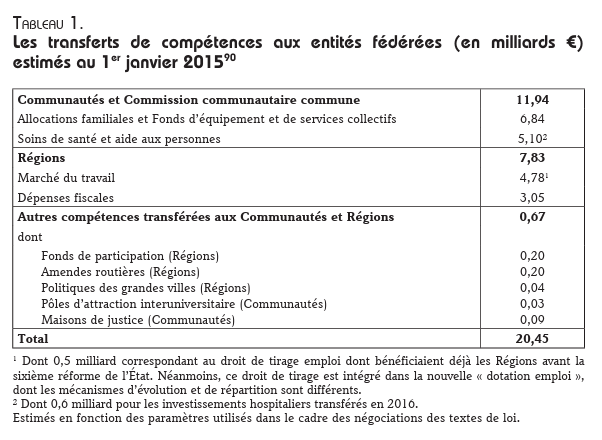 TABLEAU 1.
Les transferts de compétences aux entités fédérées (en milliards €)
estimés au 1er janvier 2015⁹⁰
Communautés et Commission communautaire commune 11,94
Allocations familiales et Fonds d’équipement et de services collectifs 6,84
Soins de santé et aide aux personnes 5,10²
Régions 7,83
Marché du travail 4,78¹
Dépenses fiscales 3,05
Autres compétences transférées aux Communautés et Régions 0,67
dont
Fonds de participation (Régions) 0,20
Amendes routières (Régions) 0,20
Politiques des grandes villes (Régions) 0,04
Pôles d’attraction interuniversitaire (Communautés) 0,03
Maisons de justice (Communautés) 0,09
Total 20,45
¹ Dont 0,5 milliard correspondant au droit de tirage emploi dont bénéficiaient déjà les Régions avant la
sixième réforme de l’État. Néanmoins, ce droit de tirage est intégré dans la nouvelle « dotation emploi »,
dont les mécanismes d’évolution et de répartition sont différents.
² Dont 0,6 milliard pour les investissements hospitaliers transférés en 2016.
Estimés en fonction des paramètres utilisés dans le cadre des négociations des textes de loi.